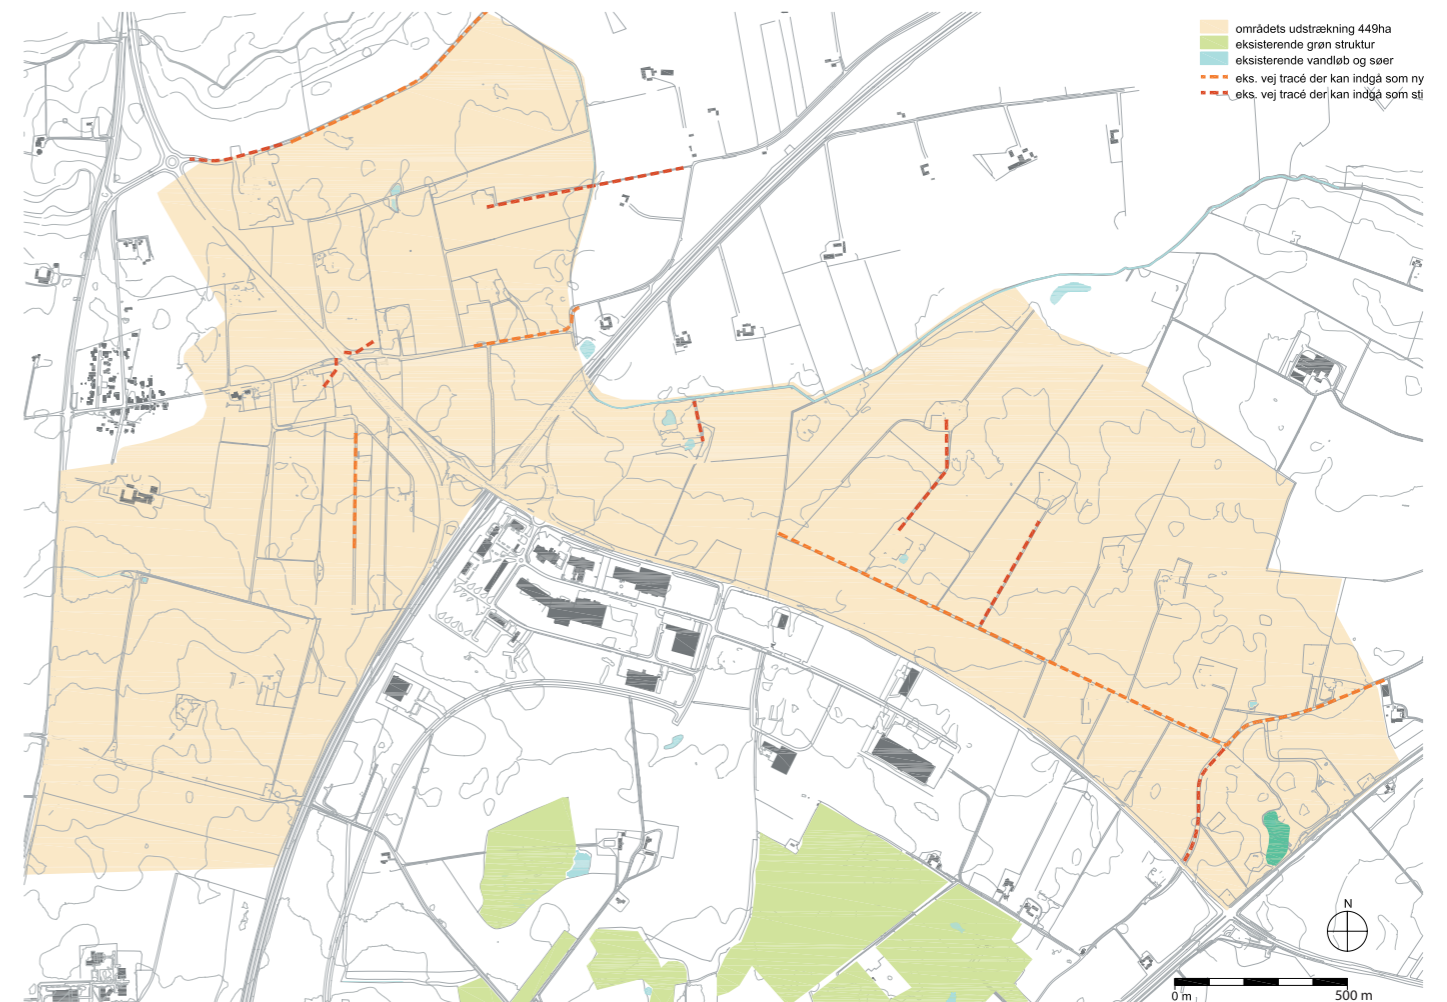 områdets udstrækning 449ha
eksisterende grøn struktur
eksisterende vandløb og søer
eks. vej tracé der kan indgå som ny
eks. vej tracé der kan indgå som sti
N
0 m
500 m